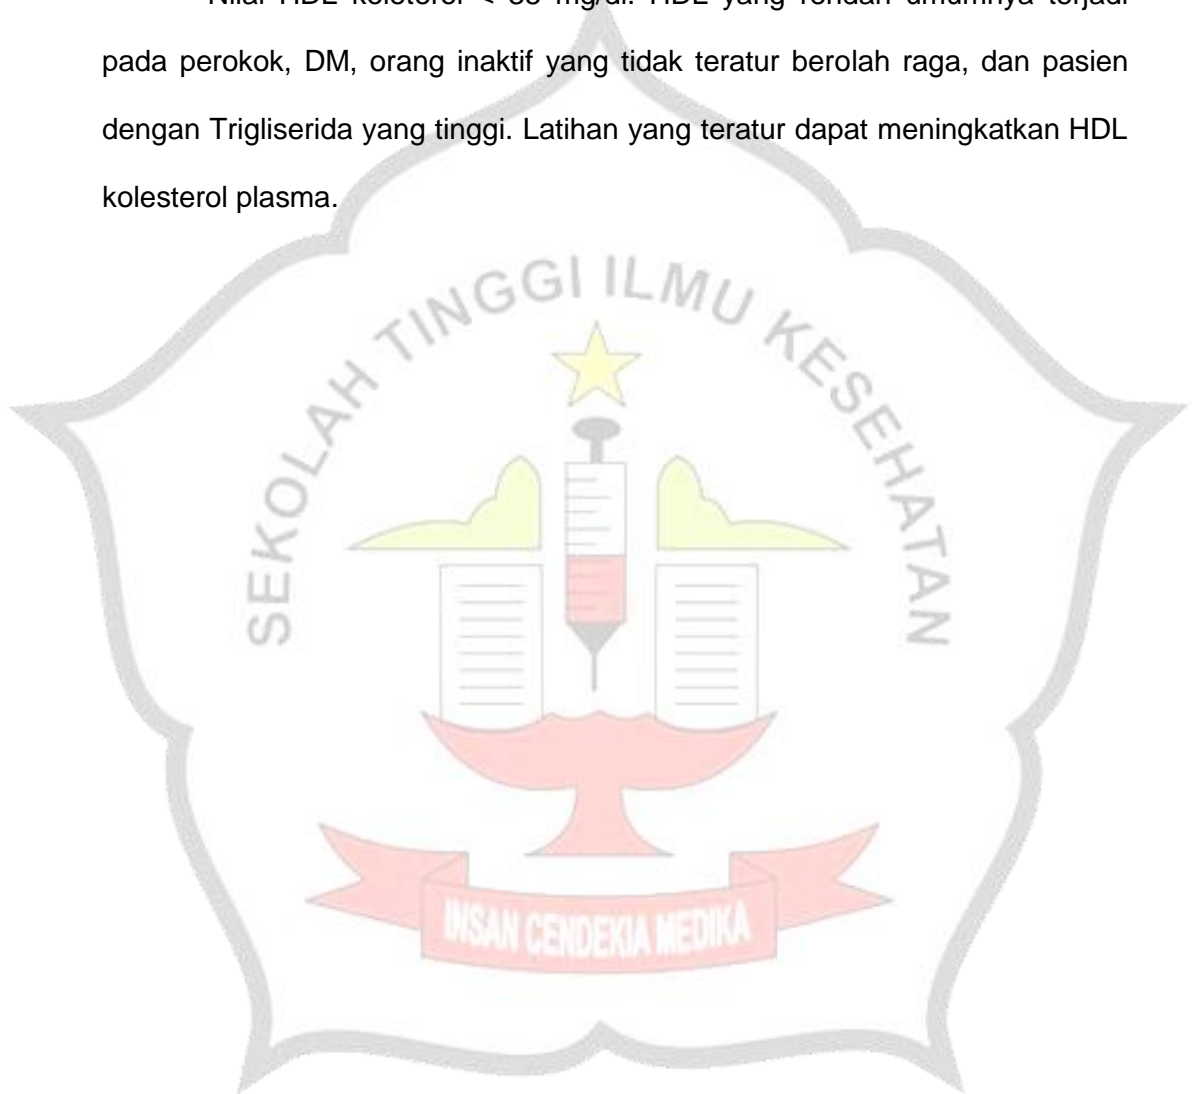 pada perokok, DM, orang inaktif yang tidak teratur berolah raga, dan pasien
dengan Trigliserida yang tinggi. Latihan yang teratur dapat meningkatkan HDL
kolesterol plasma.
SEKOLAH TINGGI ILMU KESEHATAN
INSAN CENDEKIA MEDIKA